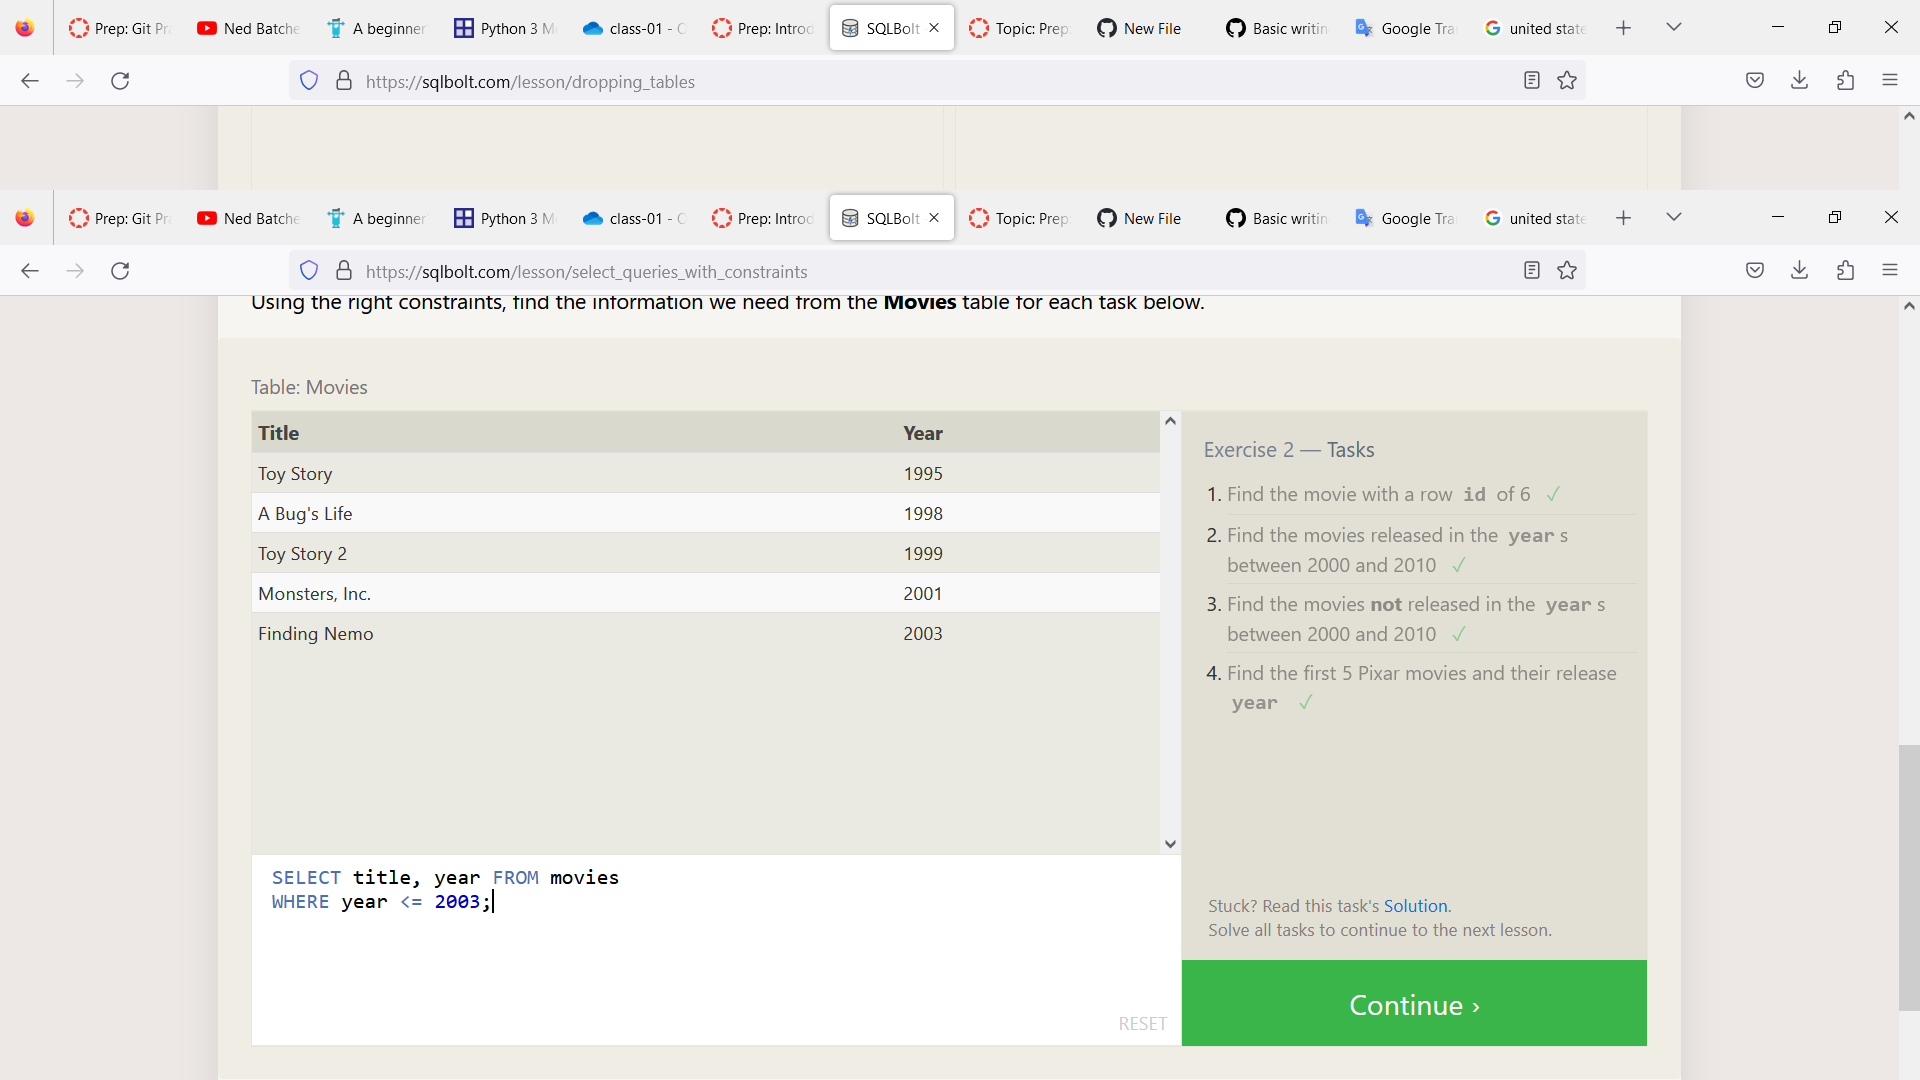 Prep: Git Pra
Ned Batche
A beginner
Python 3 M
class-01 - O
Prep: Introd
SQLBolt
Topic: Prep:
New File
Basic writin
Google Tra
united state
https://sqlbolt.com/lesson/dropping_tables
Prep: Git Pra
Ned Batche
A beginner
Python 3 M
class-01 - O
Prep: Introd
SQLBolt
Topic: Prep:
New File
Basic writin
Google Tra
united state
https://sqlbolt.com/lesson/select_queries_with_constraints
Using the right constraints, find the information we need from the Movies table for each task below.
Table: Movies
Title Year
Toy Story 1995
A Bug's Life 1998
Toy Story 2 1999
Monsters, Inc. 2001
Finding Nemo 2003
SELECT title, year FROM movies
WHERE year <= 2003;
RESET
Exercise 2 — Tasks
1. Find the movie with a row id of 6 ✓
2. Find the movies released in the year s
between 2000 and 2010 ✓
3. Find the movies not released in the year s
between 2000 and 2010 ✓
4. Find the first 5 Pixar movies and their release
year ✓
Stuck? Read this task's Solution.
Solve all tasks to continue to the next lesson.
Continue ›